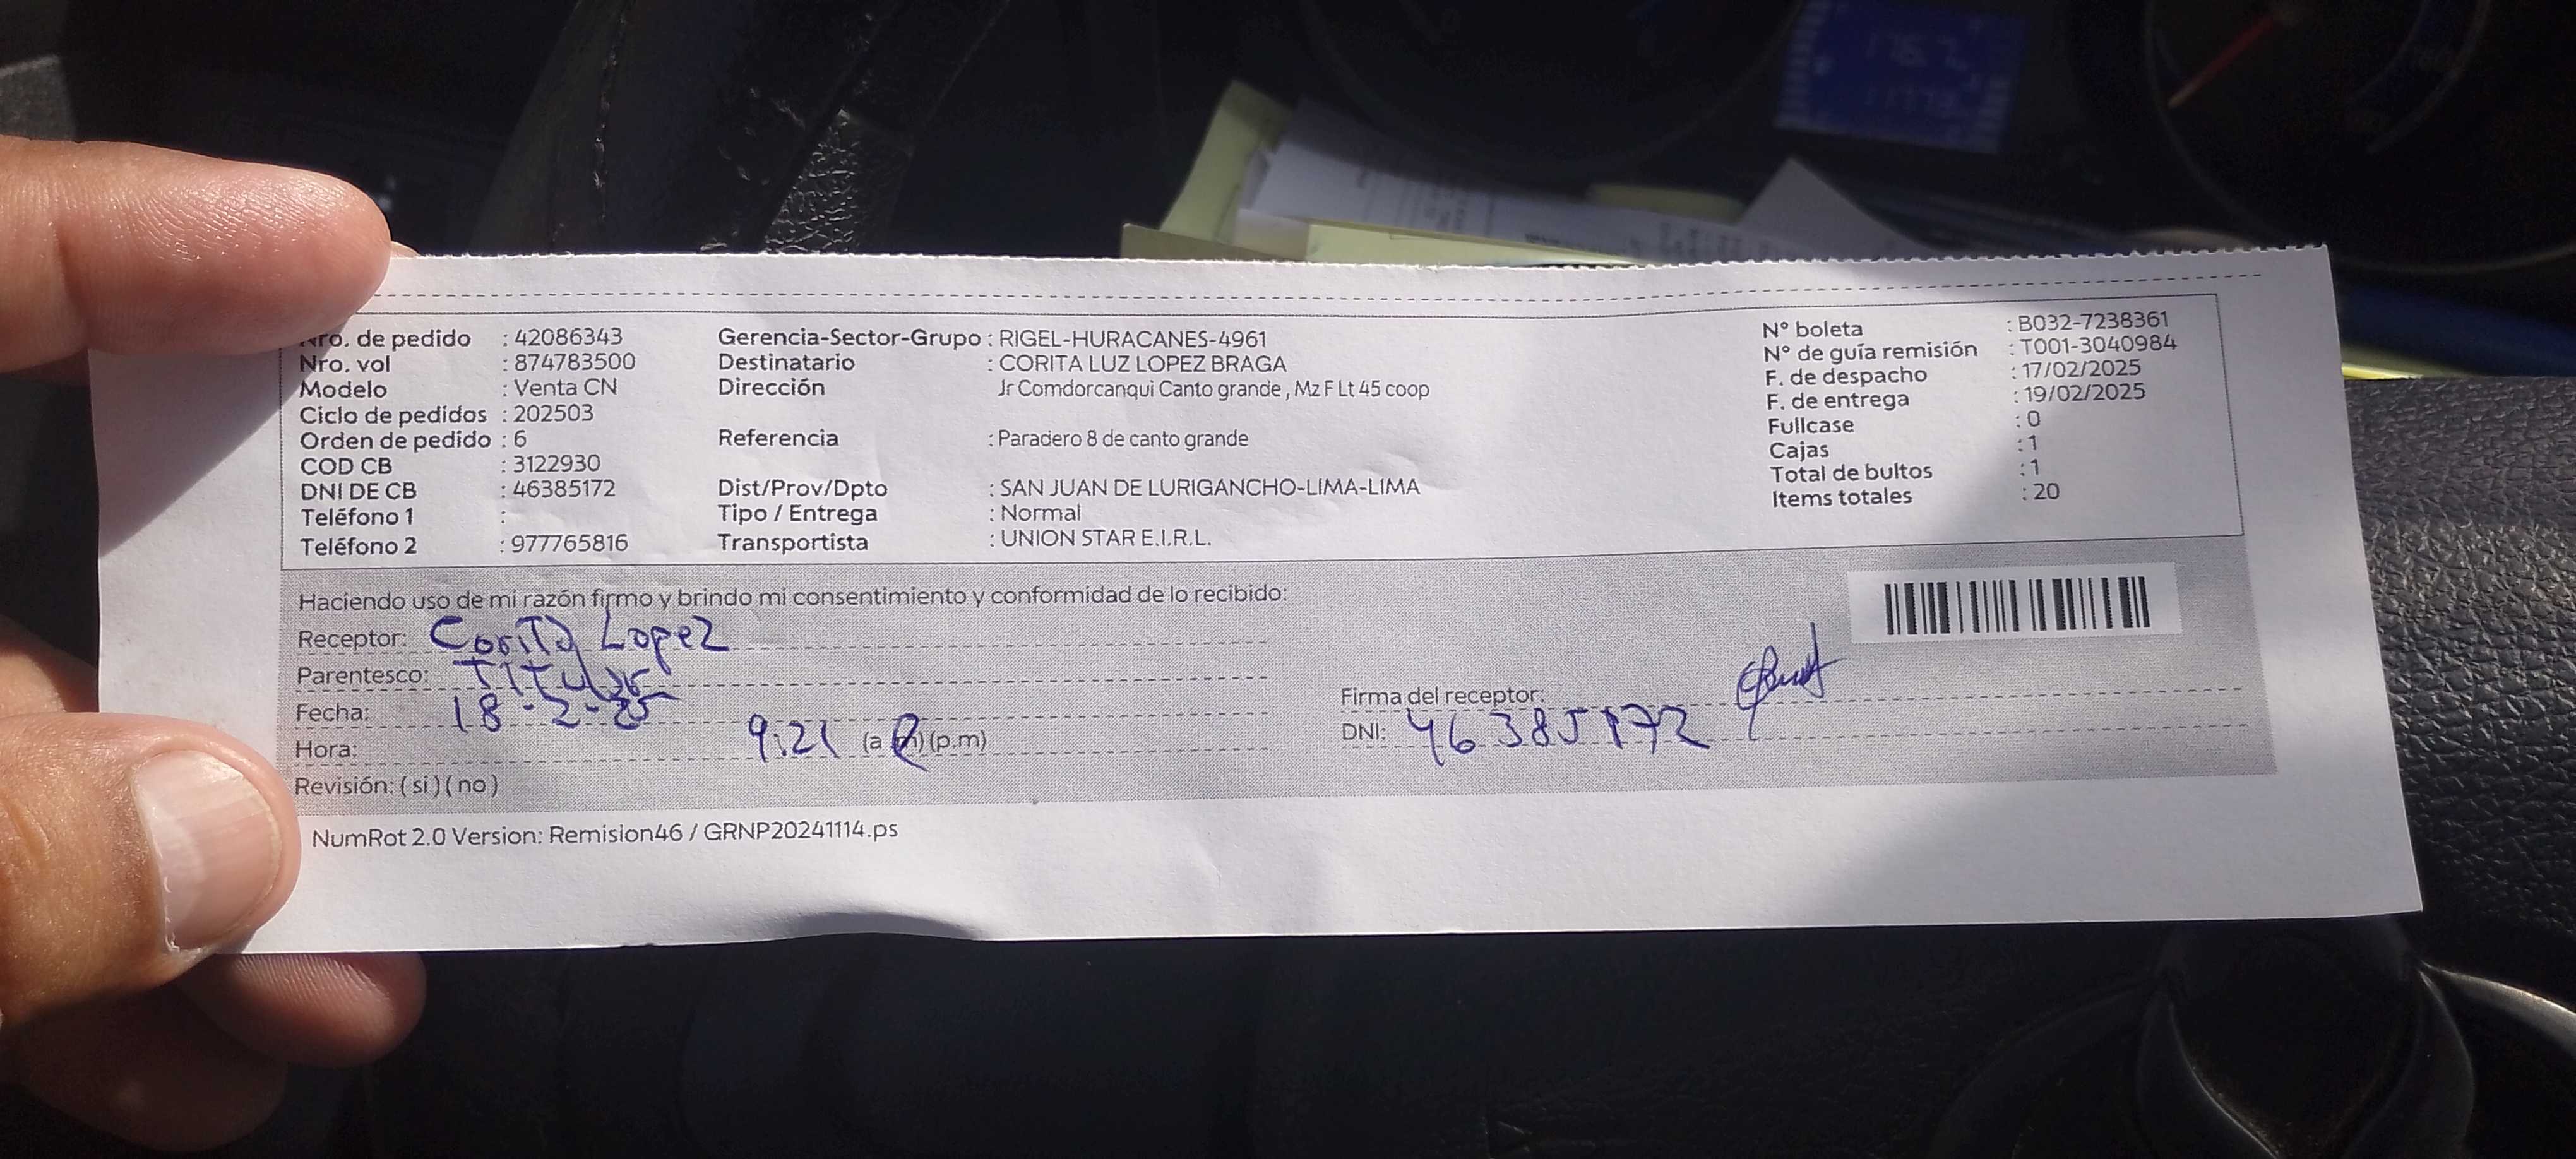 Nro. de pedido : 42086343
Nro. vol : 874783500
Modelo : Venta CN
Ciclo de pedidos : 202503
Orden de pedido : 6
COD CB : 3122930
DNI DE CB : 46385172
Teléfono 1 :
Teléfono 2 : 977765816
Gerencia-Sector-Grupo : RIGEL-HURACANES-4961
Destinatario : CORITA LUZ LOPEZ BRAGA
Dirección Jr Comdorcanqui Canto grande , Mz F Lt 45 coop
Referencia : Paradero 8 de canto grande
Dist/Prov/Dpto : SAN JUAN DE LURIGANCHO-LIMA-LIMA
Tipo / Entrega : Normal
Transportista : UNION STAR E.I.R.L.
N° boleta : B032-7238361
N° de guía remisión : T001-3040984
F. de despacho : 17/02/2025
F. de entrega : 19/02/2025
Fullcase : 0
Cajas : 1
Total de bultos : 1
Items totales : 20
Haciendo uso de mi razón firmo y brindo mi consentimiento y conformidad de lo recibido:
Receptor: Corita Lopez
Parentesco: Titular
Fecha: 18-2-25
Hora: 9:21 (a.m)(p.m)
Revisión: ( si ) ( no )
Firma del receptor:
DNI: 46385172
NumRot 2.0 Version: Remision46 / GRNP20241114.ps